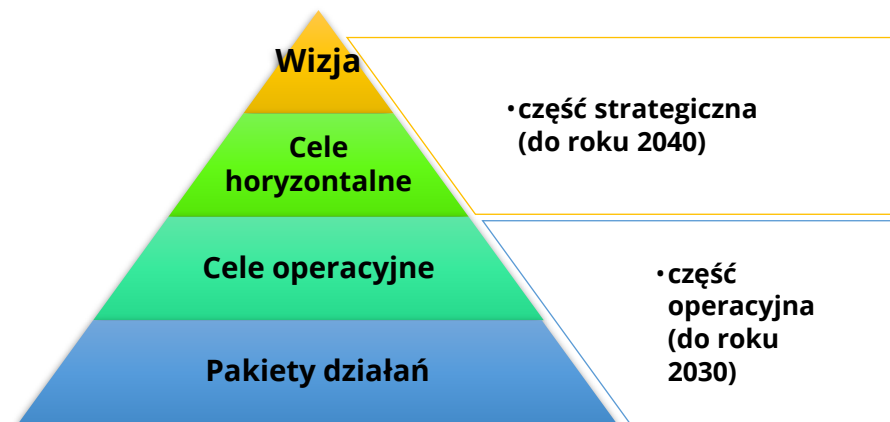 Wizja
Cele
horyzontalne
Cele operacyjne
Pakiety działań
•część strategiczna
(do roku 2040)
•część
operacyjna
(do roku
2030)